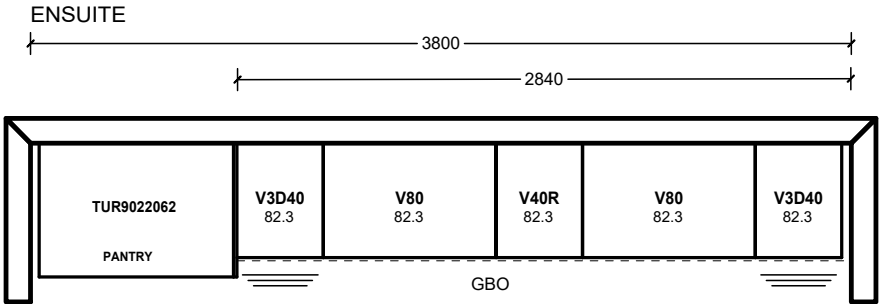 ENSUITE
3800
2840
TUR9022062
PANTRY
V3D40
82.3
V80
82.3
V40R
82.3
V80
82.3
V3D40
82.3
GBO